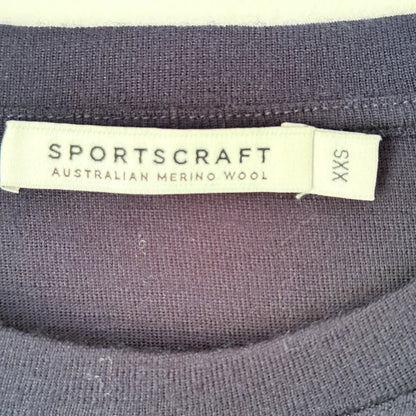 SPORTSCRAFT
AUSTRALIAN MERINO WOOL
XXS